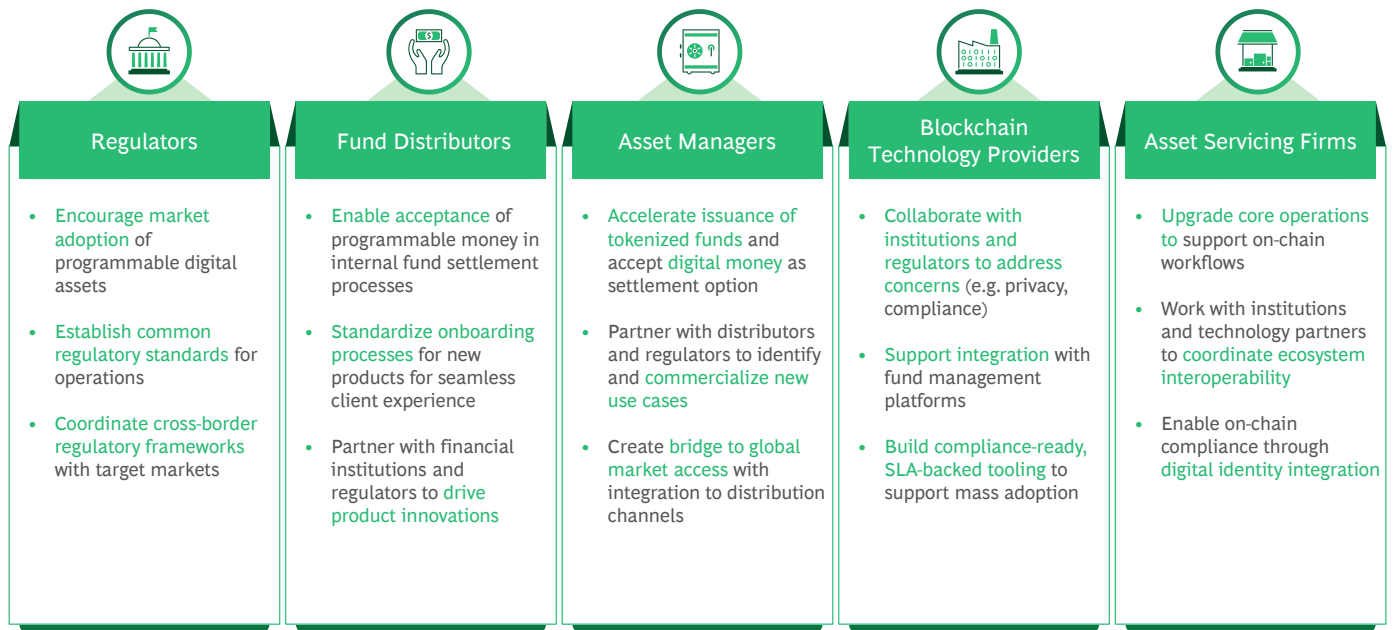 Regulators
• Encourage market
adoption of
programmable digital
assets
• Establish common
regulatory standards for
operations
• Coordinate cross-border
regulatory frameworks
with target markets
Fund Distributors
• Enable acceptance of
programmable money in
internal fund settlement
processes
• Standardize onboarding
processes for new
products for seamless
client experience
• Partner with financial
institutions and
regulators to drive
product innovations
Asset Managers
• Accelerate issuance of
tokenized funds and
accept digital money as
settlement option
• Partner with distributors
and regulators to identify
and commercialize new
use cases
• Create bridge to global
market access with
integration to distribution
channels
Blockchain
Technology Providers
• Collaborate with
institutions and
regulators to address
concerns (e.g. privacy,
compliance)
• Support integration with
fund management
platforms
• Build compliance-ready,
SLA-backed tooling to
support mass adoption
Asset Servicing Firms
• Upgrade core operations
to support on-chain
workflows
• Work with institutions
and technology partners
to coordinate ecosystem
interoperability
• Enable on-chain
compliance through
digital identity integration